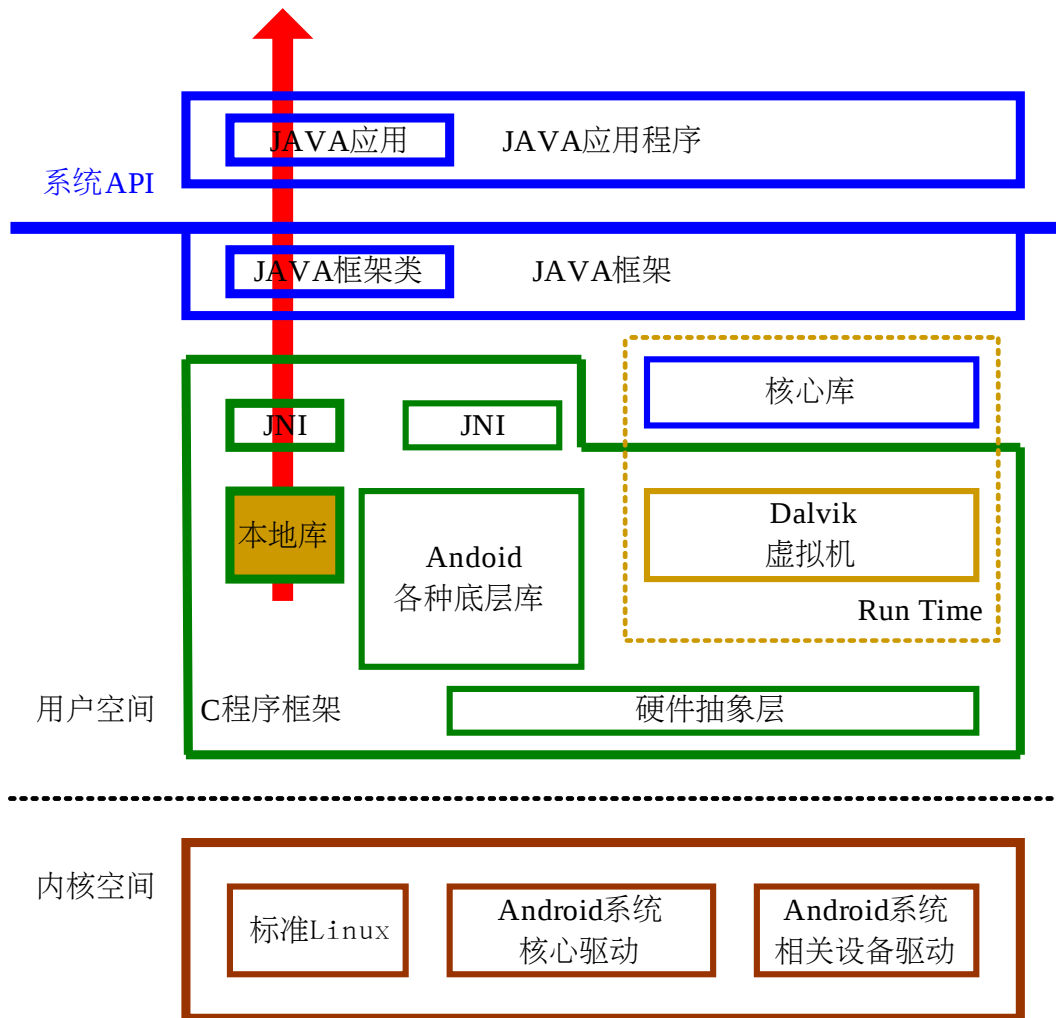 JAVA应用
JAVA应用程序
系统API
JAVA框架类
JAVA框架
核心库
JNI
JNI
本地库
Andoid
各种底层库
Dalvik
虚拟机
Run Time
用户空间
C程序框架
硬件抽象层
内核空间
标准Linux
Android系统
核心驱动
Android系统
相关设备驱动